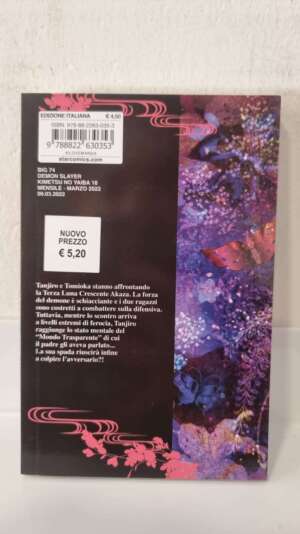 EDIZIONE ITALIANA
€ 4,50
ISBN: 978-88-2263-035-3
9 788822 630353
starcomics.com
BIG 74
DEMON SLAYER
KIMETSU NO YAIBA 18
MENSILE - MARZO 2022
NUOVO
PREZZO
€ 5,20
Tanjiro e Tomioka stanno affrontando
la Terza Luna Crescente Akaza. La forza
del demone è schiacciante e i due ragazzi
sono costretti a combattere sulla difensiva.
Tuttavia, mentre lo scontro arriva
a livelli estremi di ferocia, Tanjiro
raggiunge lo stato mentale del
“Mondo Trasparente” di cui
il padre gli aveva parlato...
La sua spada riuscirà infine
a colpire l'avversario?!